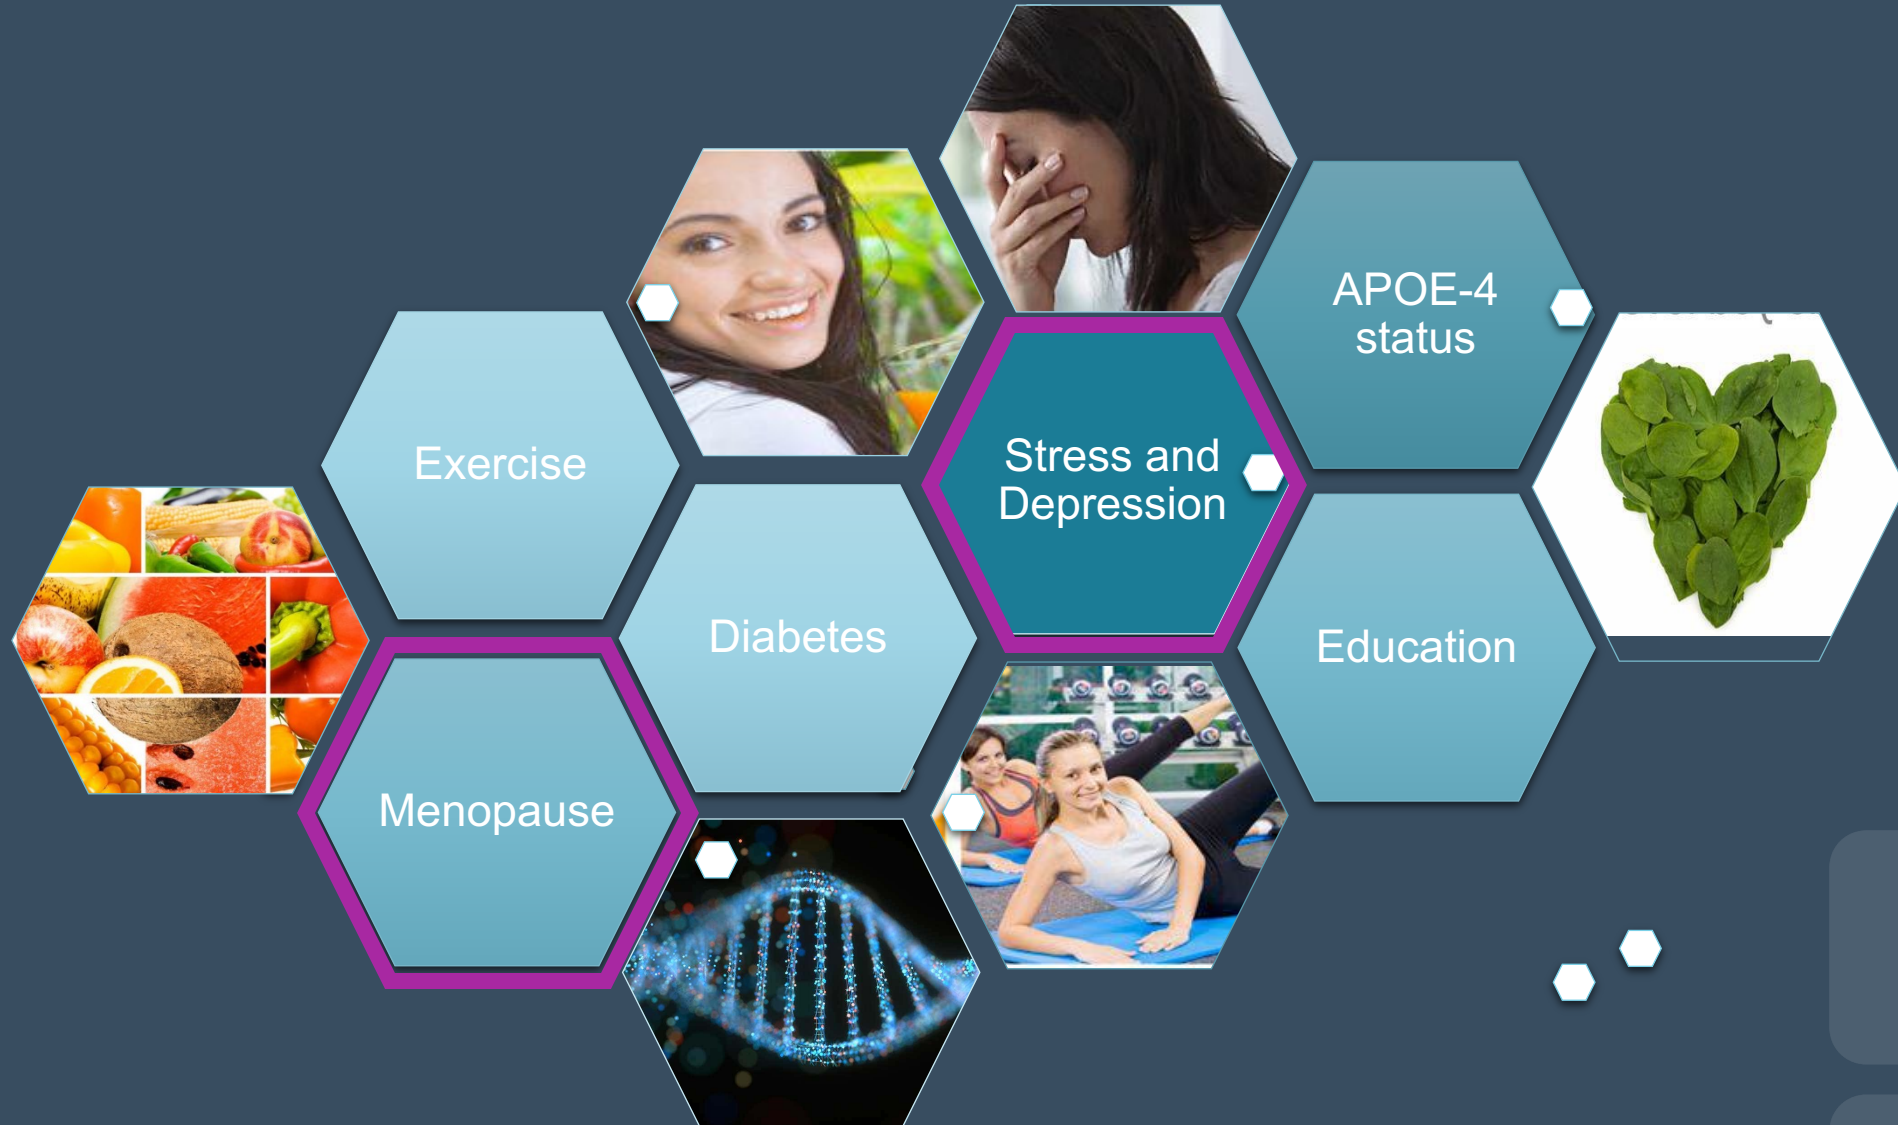 APOE-4
status
Exercise
Stress and
Depression
Diabetes
Education
Menopause